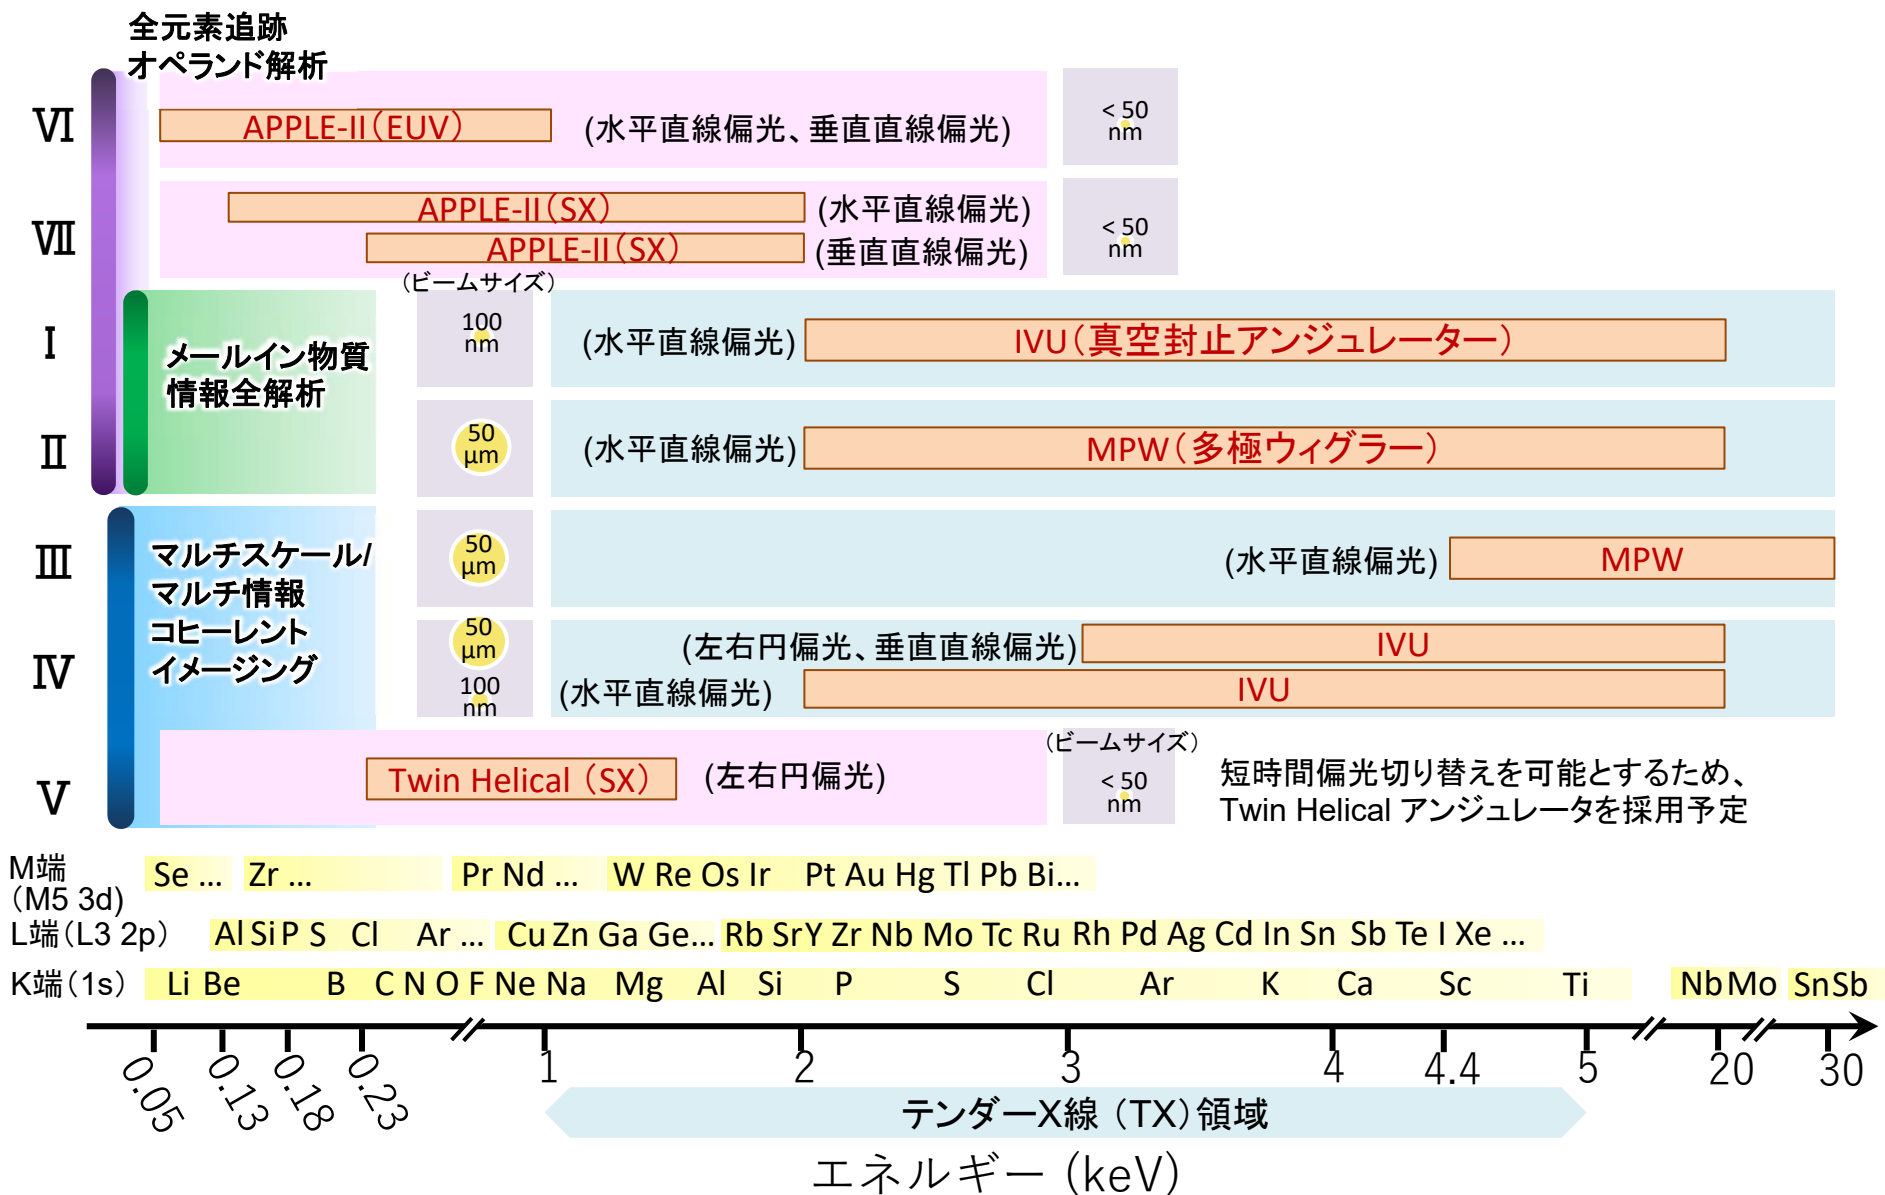 全元素追跡
オペランド解析
Ⅵ
APPLE-II（EUV）
(水平直線偏光、垂直直線偏光)
< 50
nm
Ⅶ
APPLE-II（SX）
(水平直線偏光)
APPLE-II（SX）
(垂直直線偏光)
< 50
nm
（ビームサイズ）
Ⅰ
メールイン物質
情報全解析
100
nm
(水平直線偏光)
IVU（真空封止アンジュレーター）
Ⅱ
50
μm
(水平直線偏光)
MPW（多極ウィグラー）
Ⅲ
マルチスケール/
マルチ情報
コヒーレント
イメージング
50
μm
(水平直線偏光)
MPW
Ⅳ
50
μm
(左右円偏光、垂直直線偏光)
IVU
100
nm
(水平直線偏光)
IVU
Ⅴ
Twin Helical（SX）
(左右円偏光)
（ビームサイズ）
< 50
nm
短時間偏光切り替えを可能とするため、
Twin Helical アンジュレータを採用予定
M端
（M5 3d)
Se ... Zr ... Pr Nd ... W Re Os Ir Pt Au Hg Tl Pb Bi...
L端（L3 2p）
Al Si P S Cl Ar ... Cu Zn Ga Ge... Rb Sr Y Zr Nb Mo Tc Ru Rh Pd Ag Cd In Sn Sb Te I Xe ...
K端（1s）
Li Be B C N O F Ne Na Mg Al Si P S Cl Ar K Ca Sc Ti Nb Mo Sn Sb
0.05 0.13 0.18 0.23 1 2 3 4 4.4 5 20 30
テンダーX線（TX）領域
エネルギー (keV)